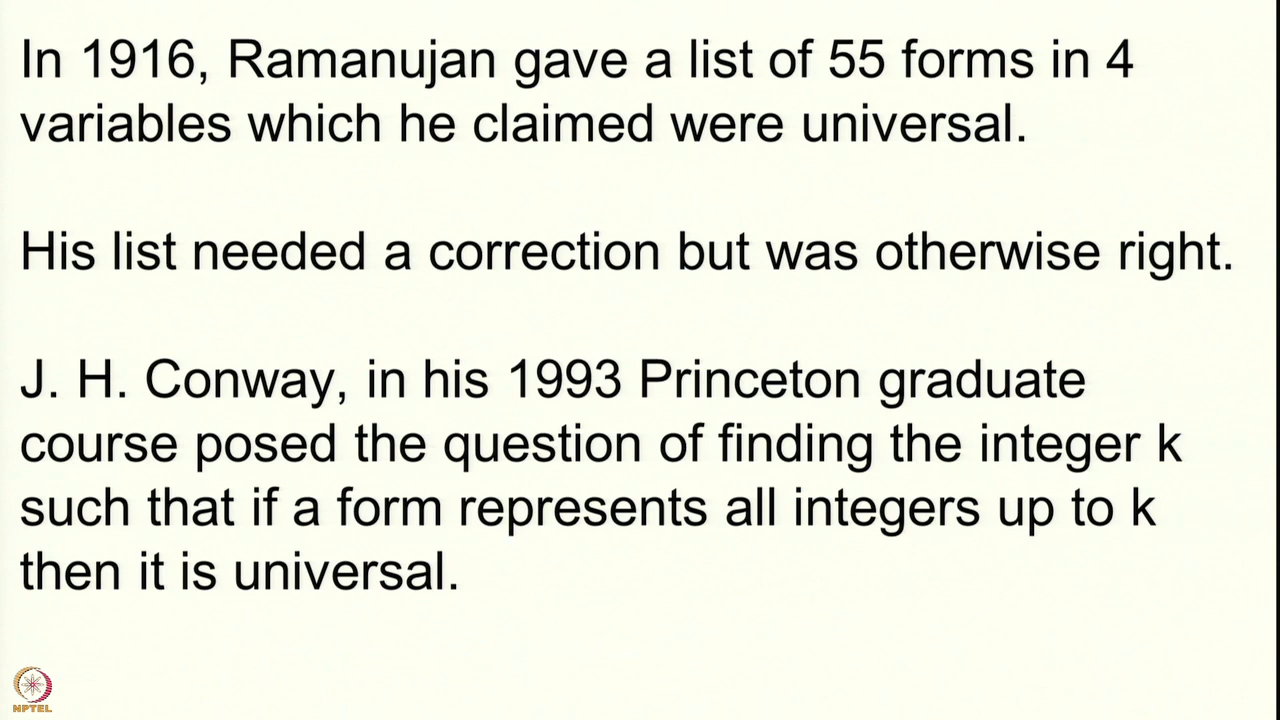 In 1916, Ramanujan gave a list of 55 forms in 4
variables which he claimed were universal.
His list needed a correction but was otherwise right.
J. H. Conway, in his 1993 Princeton graduate
course posed the question of finding the integer k
such that if a form represents all integers up to k
then it is universal.
NPTEL